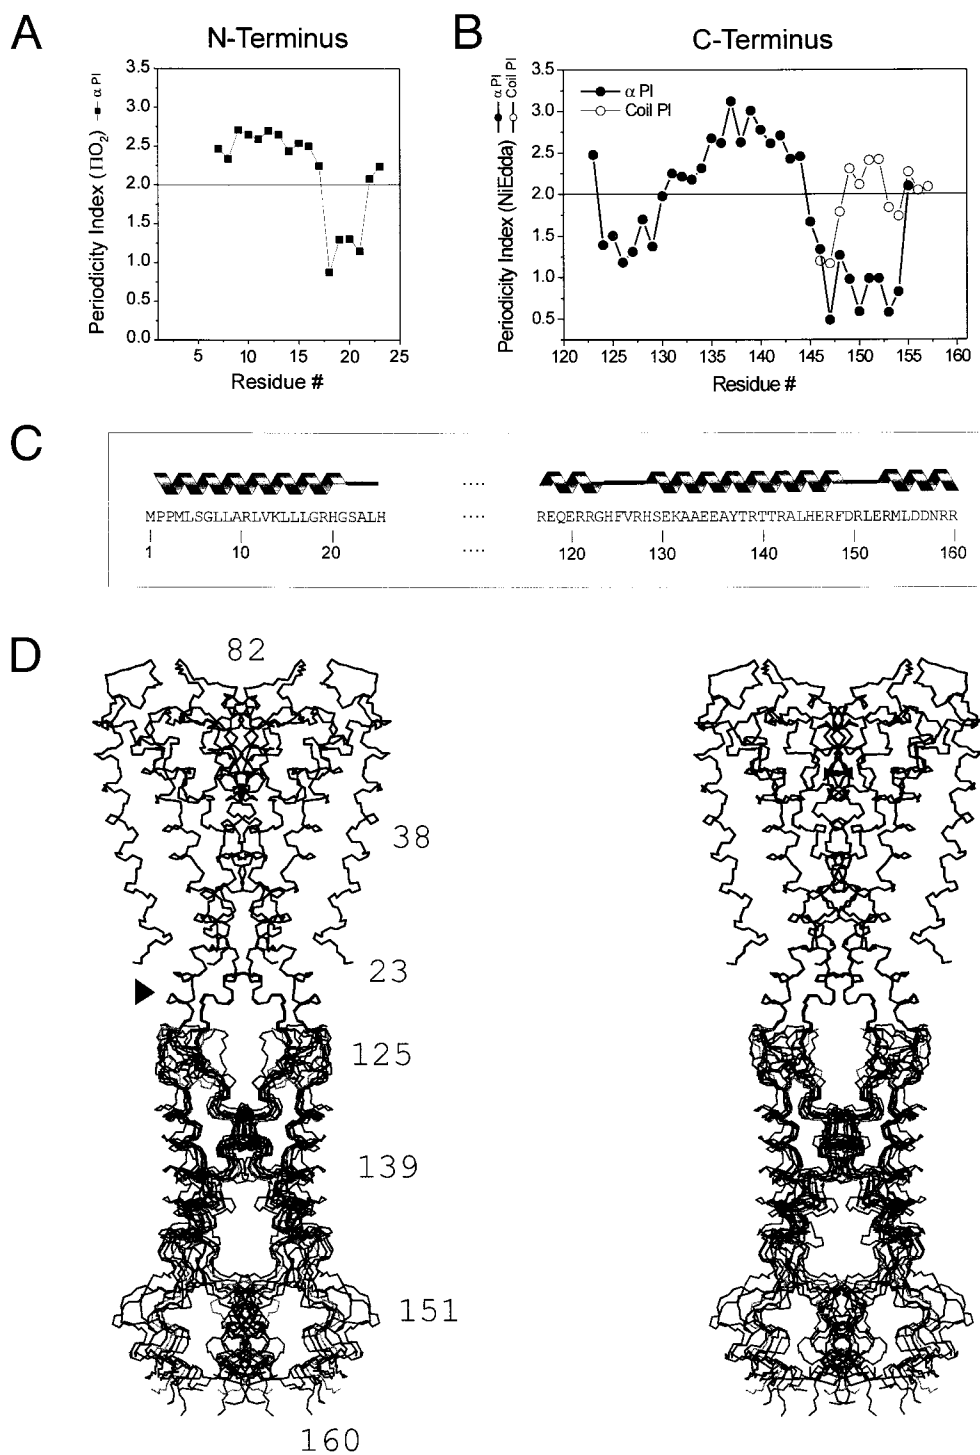 A
N-Terminus
Periodicity Index (ΠO2) -■- α PI
3.5
3.0
2.5
2.0
1.5
1.0
0.5
0.0
5 10 15 20 25
Residue #
B
C-Terminus
Periodicity Index (NiEdda) -●- α PI -○- Coil PI
α PI
Coil PI
3.5
3.0
2.5
2.0
1.5
1.0
0.5
120 125 130 135 140 145 150 155 160
Residue #
C
....
MPPMLSGLLARLVKLLLGRHGSALH .... REQERRGHFVRHSEKAAEEAYTRTTRALHERFDRLERMLDDNRR
1 10 20 .... 120 130 140 150 160
D
82
38
23
125
139
151
160